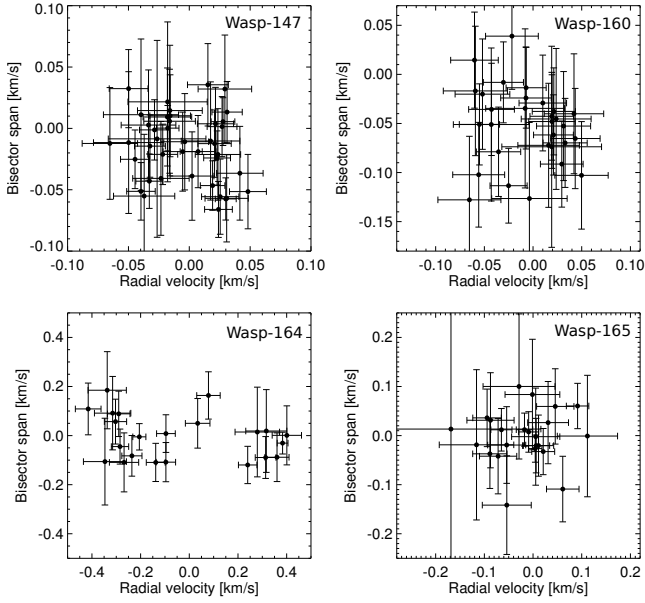 Wasp-147
0.10
0.05
0.00
-0.05
-0.10
Bisector span [km/s]
-0.10 -0.05 0.00 0.05 0.10
Radial velocity [km/s]
Wasp-160
0.05
0.00
-0.05
-0.10
-0.15
Bisector span [km/s]
-0.10 -0.05 0.00 0.05 0.10
Radial velocity [km/s]
Wasp-164
0.4
0.2
0.0
-0.2
-0.4
Bisector span [km/s]
-0.4 -0.2 0.0 0.2 0.4
Radial velocity [km/s]
Wasp-165
0.2
0.1
0.0
-0.1
-0.2
Bisector span [km/s]
-0.2 -0.1 0.0 0.1 0.2
Radial velocity [km/s]